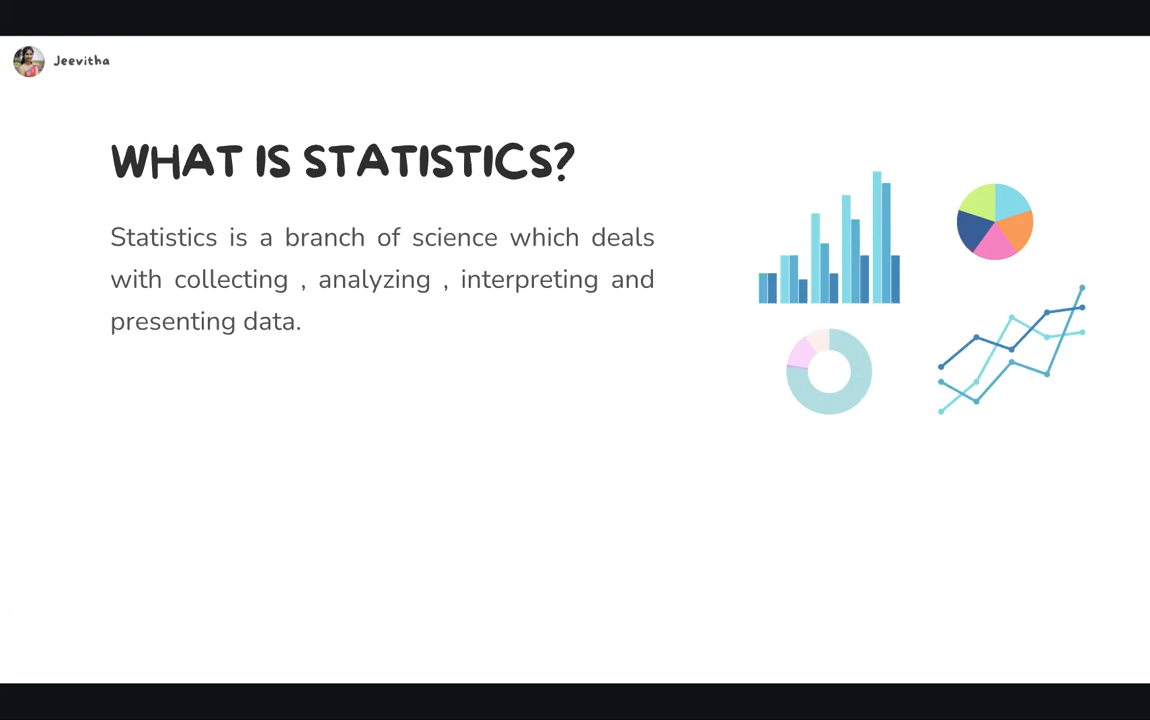 Jeevitha
WHAT IS STATISTICS?
Statistics is a branch of science which deals
with collecting , analyzing , interpreting and
presenting data.